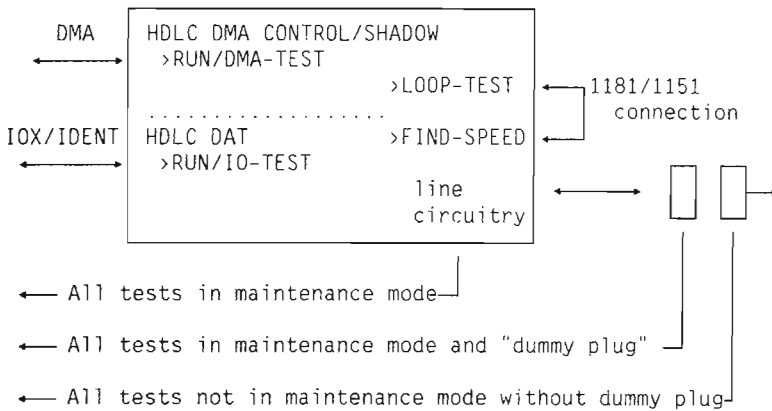 DMA
HDLC DMA CONTROL/SHADOW
>RUN/DMA-TEST
>LOOP-TEST
1181/1151
connection
. . . . . . . . . . . . . . . . . . .
IOX/IDENT
HDLC DAT
>FIND-SPEED
>RUN/IO-TEST
line
circuitry
All tests in maintenance mode
All tests in maintenance mode and "dummy plug"
All tests not in maintenance mode without dummy plug